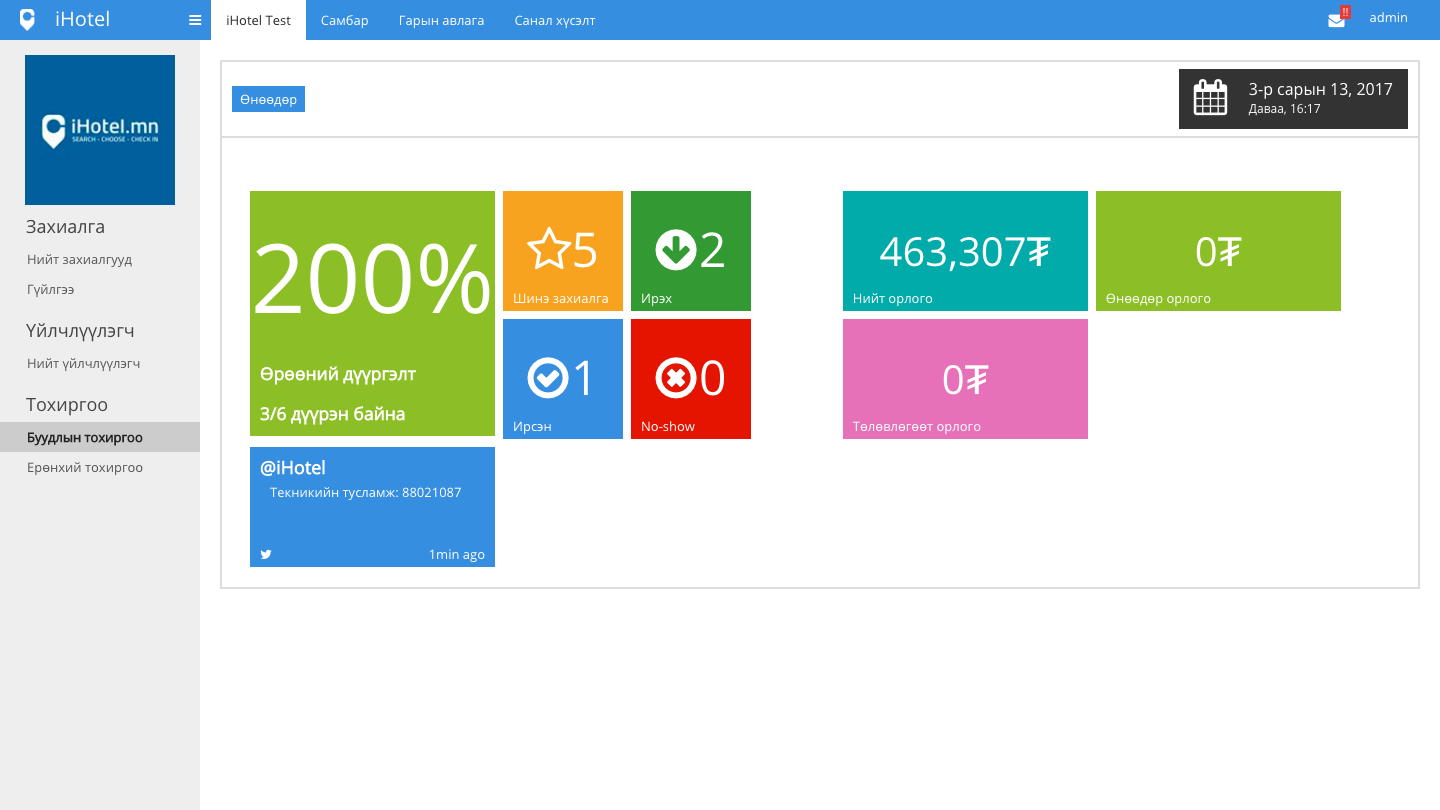 iHotel
iHotel Test
Самбар
Гарын авлага
Санал хүсэлт
!!
admin
iHotel.mn
SEARCH - CHOOSE - CHECK IN
Захиалга
Нийт захиалгууд
Гүйлгээ
Үйлчлүүлэгч
Нийт үйлчлүүлэгч
Тохиргоо
Буудлын тохиргоо
Ерөнхий тохиргоо
Өнөөдөр
3-р сарын 13, 2017
Даваа, 16:17
200%
Өрөөний дүүргэлт
3/6 дүүрэн байна
5
Шинэ захиалга
2
Ирэх
1
Ирсэн
0
No-show
463,307₮
Нийт орлого
0₮
Өнөөдөр орлого
0₮
Төлөвлөгөөт орлого
@iHotel
Текникийн тусламж: 88021087
1min ago